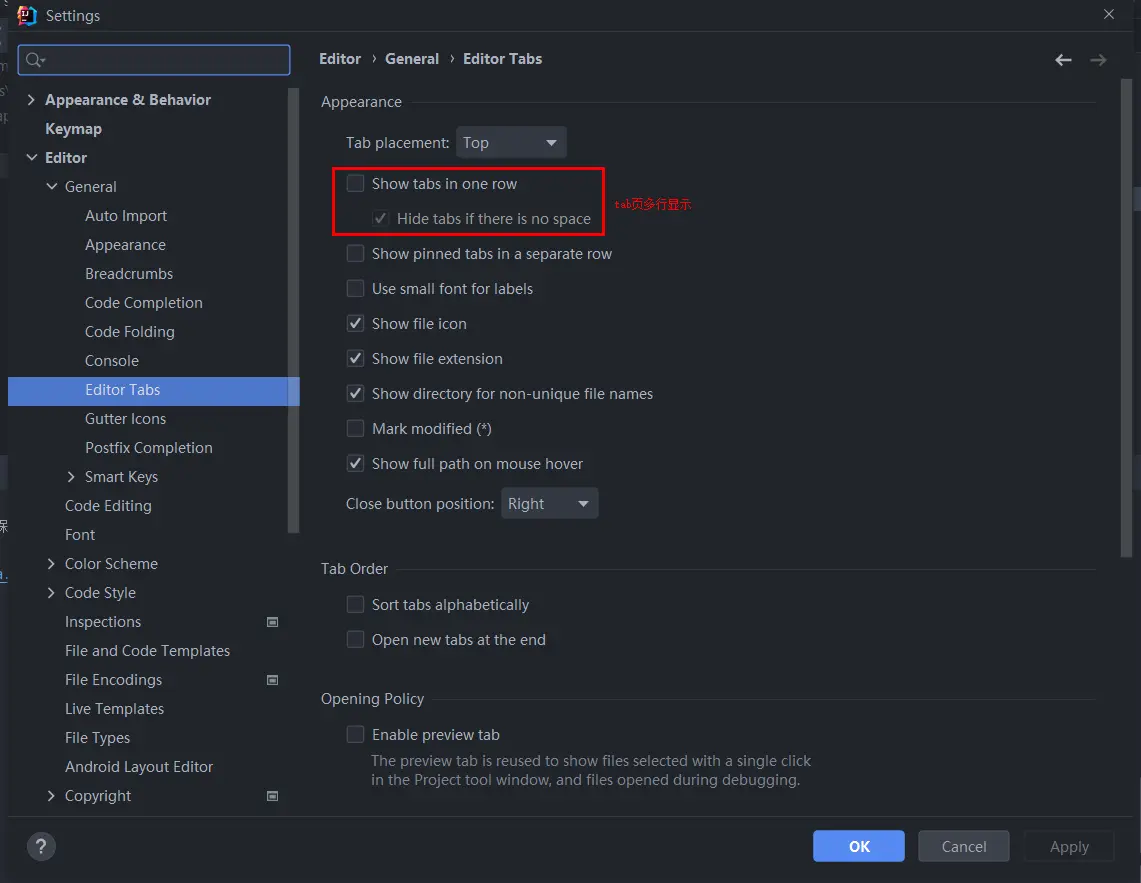 Settings
Editor › General › Editor Tabs
Appearance & Behavior
Keymap
Editor
General
Auto Import
Appearance
Breadcrumbs
Code Completion
Code Folding
Console
Editor Tabs
Gutter Icons
Postfix Completion
Smart Keys
Code Editing
Font
Color Scheme
Code Style
Inspections
File and Code Templates
File Encodings
Live Templates
File Types
Android Layout Editor
Copyright
Appearance
Tab placement: Top
Show tabs in one row
Hide tabs if there is no space
tab页多行显示
Show pinned tabs in a separate row
Use small font for labels
Show file icon
Show file extension
Show directory for non-unique file names
Mark modified (*)
Show full path on mouse hover
Close button position: Right
Tab Order
Sort tabs alphabetically
Open new tabs at the end
Opening Policy
Enable preview tab
The preview tab is reused to show files selected with a single click
in the Project tool window, and files opened during debugging.
?
OK Cancel Apply